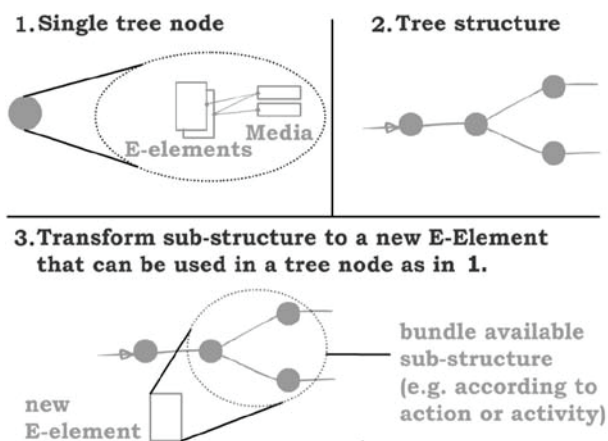 1. Single tree node
E-elements
Media
2. Tree structure
3. Transform sub-structure to a new E-Element
that can be used in a tree node as in 1.
new
E-element
bundle available
sub-structure
(e.g. according to
action or activity)